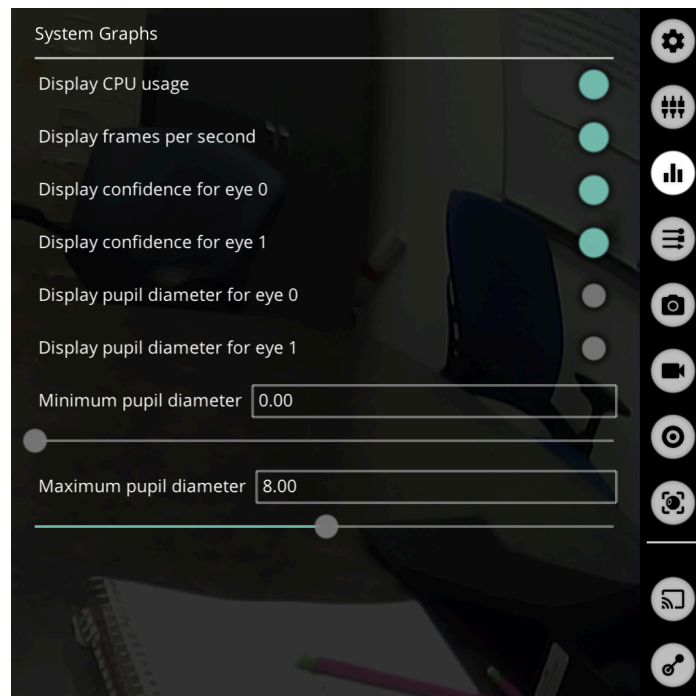 System Graphs
Display CPU usage
Display frames per second
Display confidence for eye 0
Display confidence for eye 1
Display pupil diameter for eye 0
Display pupil diameter for eye 1
Minimum pupil diameter 0.00
Maximum pupil diameter 8.00